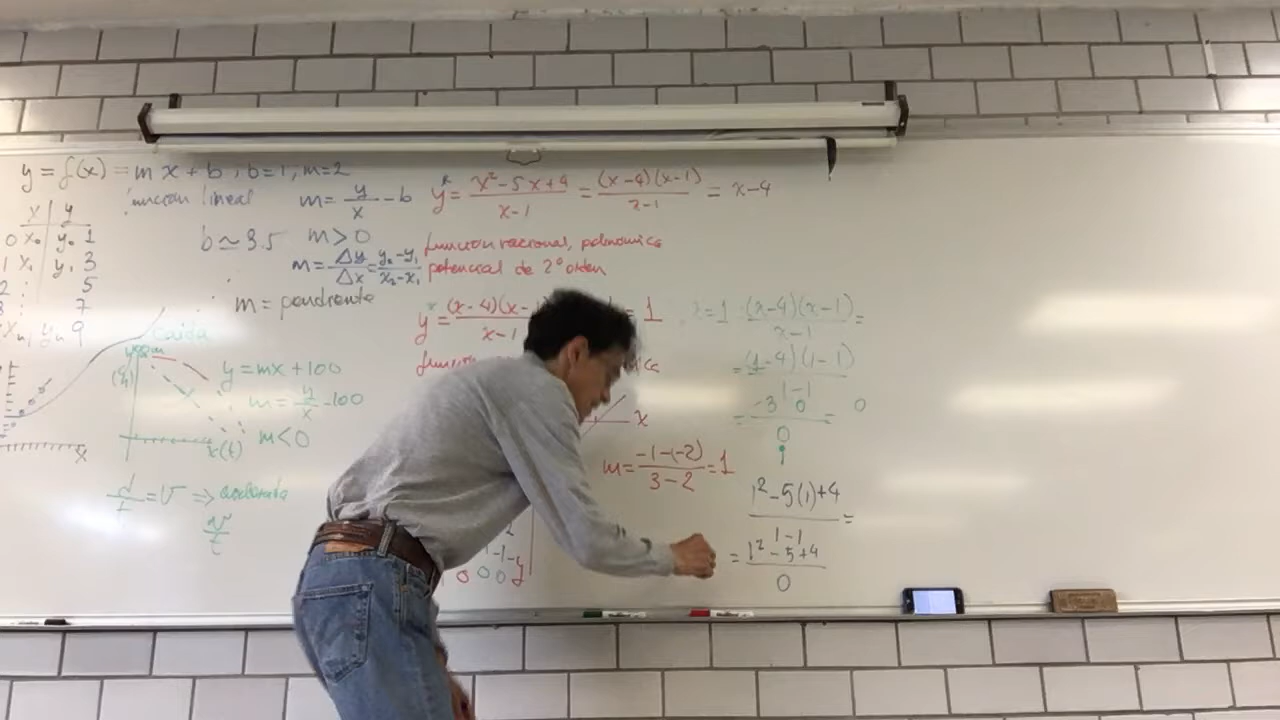 y = f(x) = m x + b , b = 1, m = 2
función lineal
x y
0 x₀ y₀ 1
1 x₁ y₁ 3
2 : : 5
3 : : 7
xₙ, yₙ 9
b ≃ 3.5
m = y/x - b
m > 0
m = Δy/Δx = y₂-y₁/x₂-x₁
m = pendiente
Caída
y = mx + 100
m = y/x - 100
m < 0
x(t)
x
d/t = v ⇒ acelerada
v/t
y = x² - 5x + 4/x - 1 = (x-4)(x-1)/x-1 = x - 4
función racional, polinomica
potencial de 2° orden
y = (x-4)(x-1
x-1
= 1
x
m = -1-(-2)/3-2 = 1
x = 1 (x-4)(x-1)/x-1 =
= (1-4)(1-1)/1-1
= -3 0/0 = 0
1² - 5(1) + 4/1-1 =
= 1² - 5 + 4/0